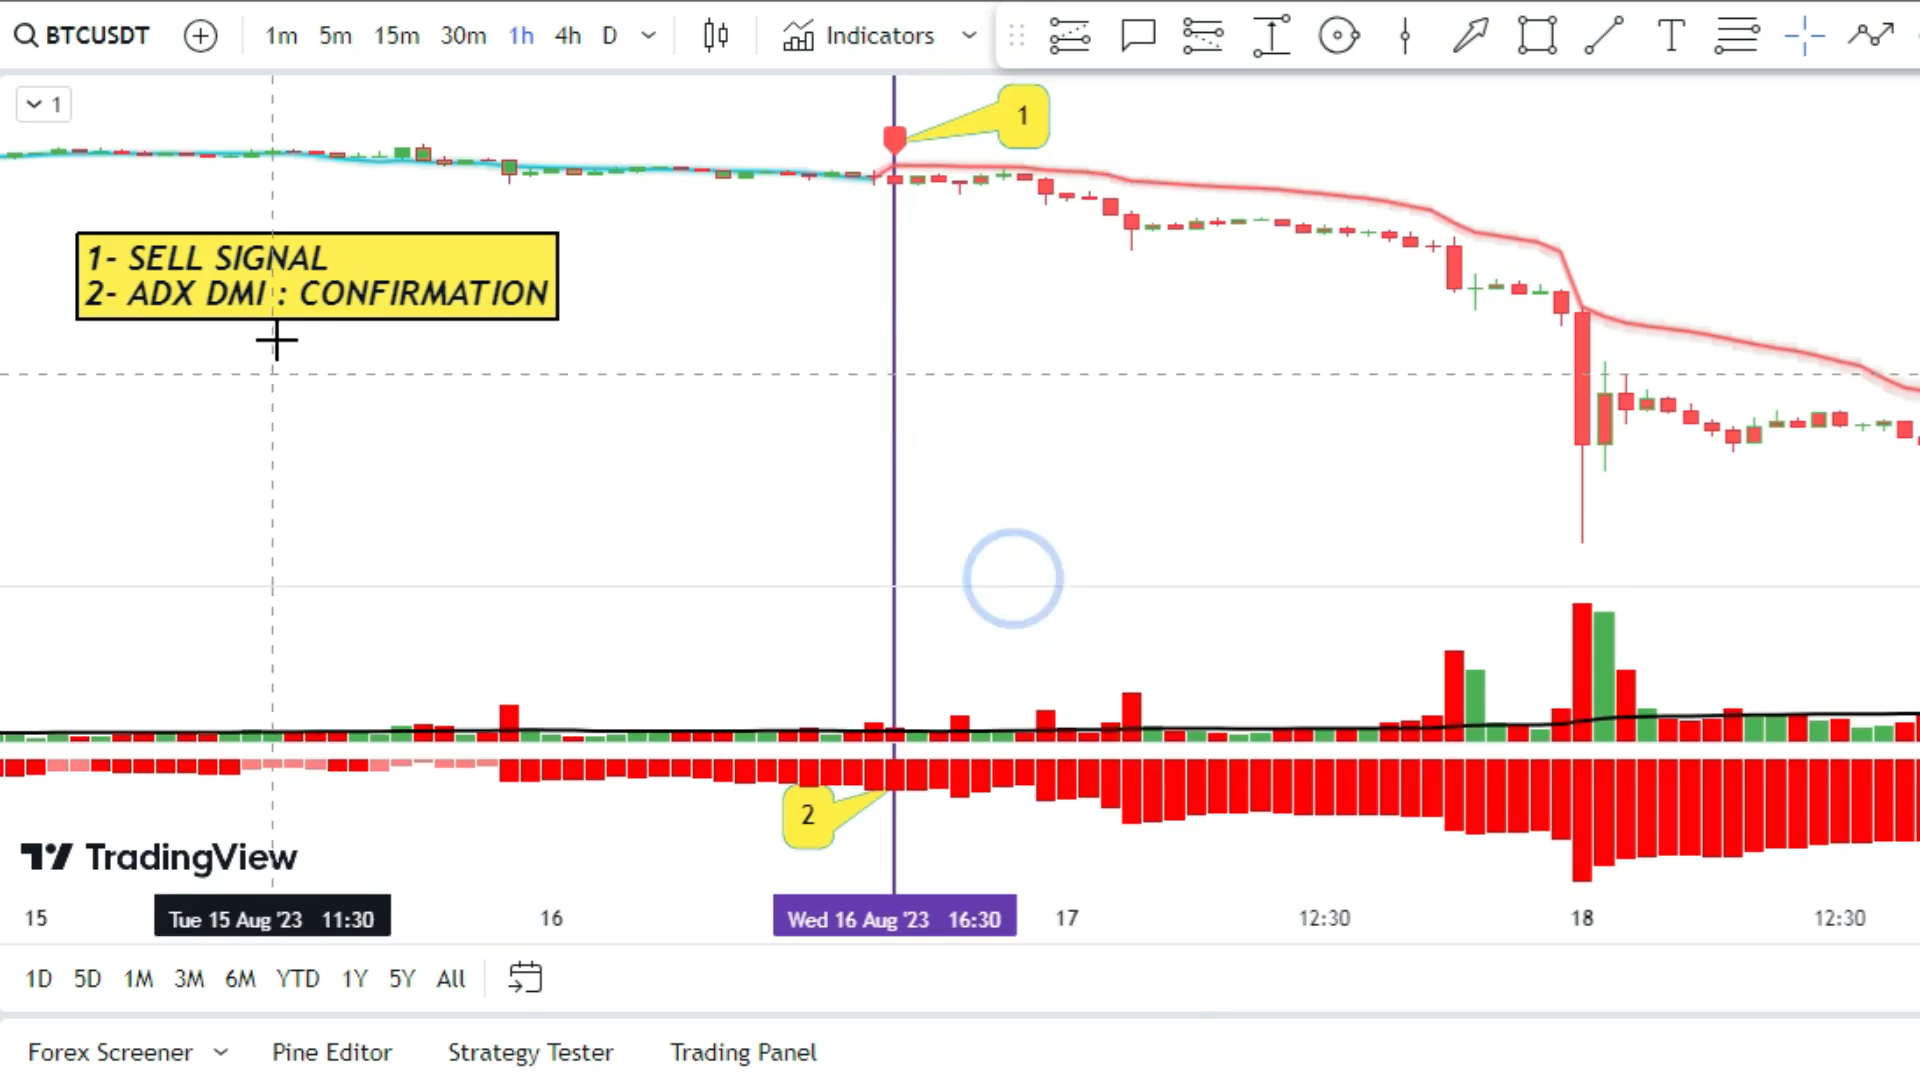 BTCUSDT 1m 5m 15m 30m 1h 4h D Indicators T
1
1
1- SELL SIGNAL
2- ADX DMI : CONFIRMATION
2
TradingView
15 Tue 15 Aug '23 11:30 16 Wed 16 Aug '23 16:30 17 12:30 18 12:30
1D 5D 1M 3M 6M YTD 1Y 5Y All
Forex Screener Pine Editor Strategy Tester Trading Panel